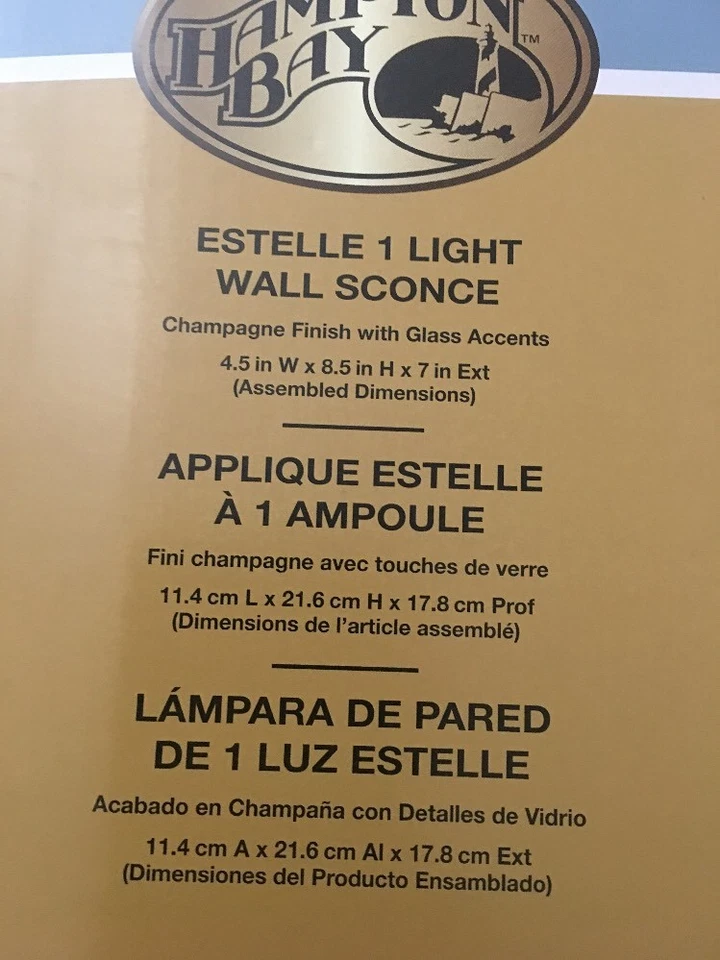 HAMPTON
BAY
TM
ESTELLE 1 LIGHT
WALL SCONCE
Champagne Finish with Glass Accents
4.5 in W x 8.5 in H x 7 in Ext
(Assembled Dimensions)
APPLIQUE ESTELLE
À 1 AMPOULE
Fini champagne avec touches de verre
11.4 cm L x 21.6 cm H x 17.8 cm Prof
(Dimensions de l'article assemblé)
LÁMPARA DE PARED
DE 1 LUZ ESTELLE
Acabado en Champaña con Detalles de Vidrio
11.4 cm A x 21.6 cm Al x 17.8 cm Ext
(Dimensiones del Producto Ensamblado)